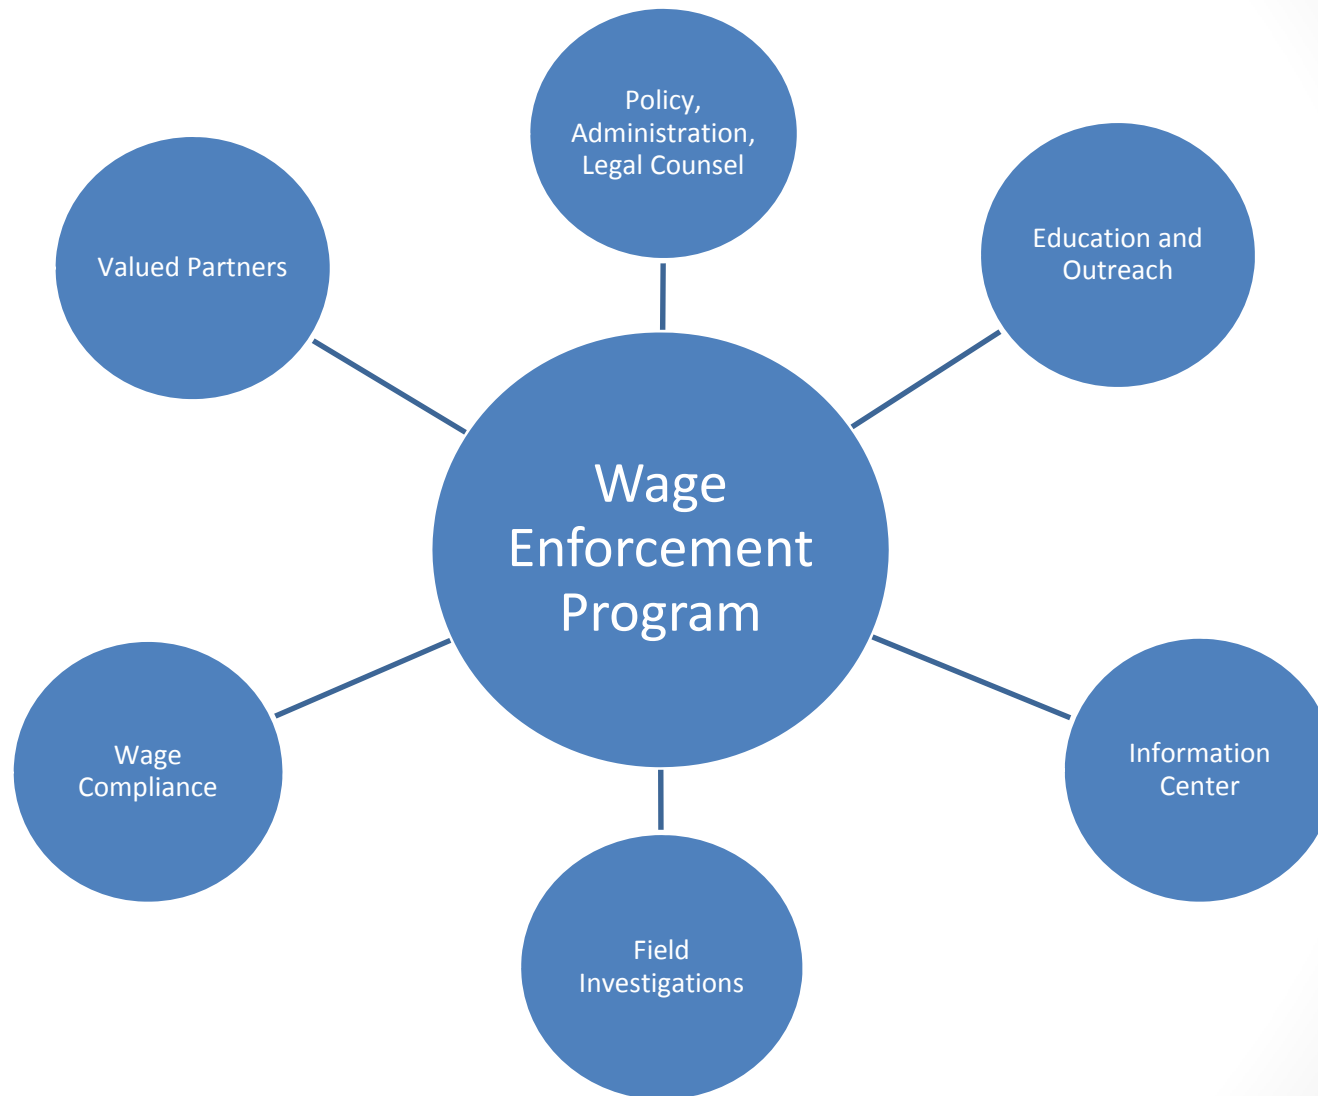 Policy,
Administration,
Legal Counsel
Education and
Outreach
Information
Center
Field
Investigations
Wage
Compliance
Valued Partners
Wage
Enforcement
Program